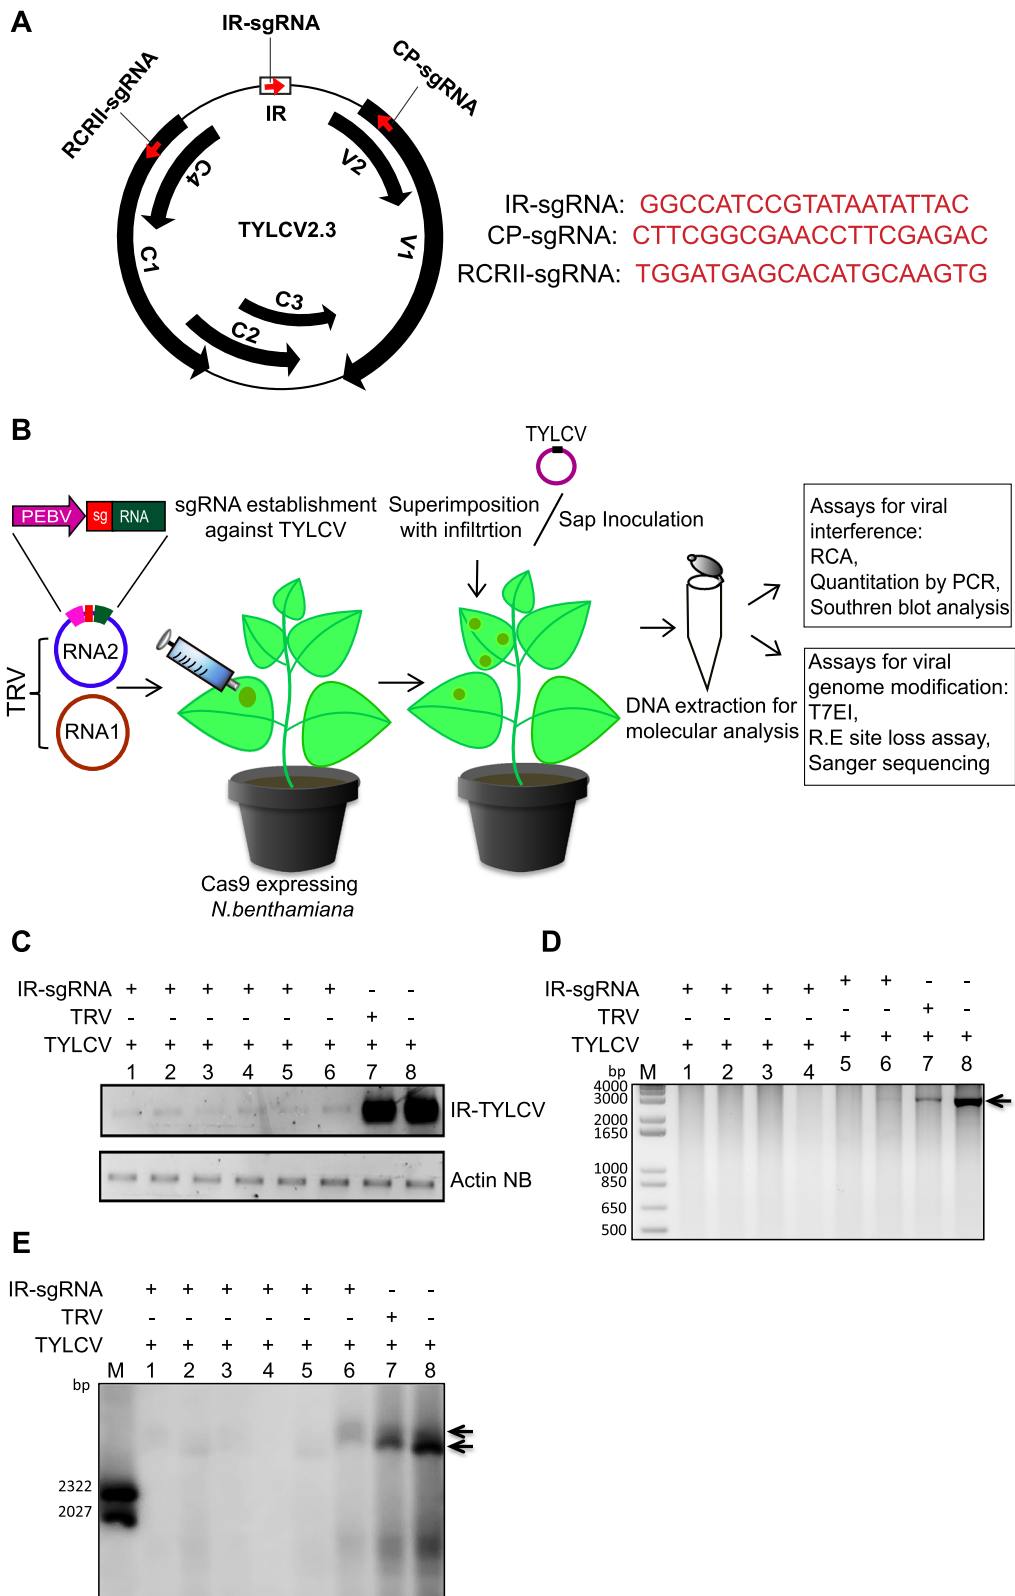 A
IR-sgRNA
CP-sgRNA
RCRII-sgRNA
IR
V2
C4
TYLCV2.3
V1
C1
C3
C2
IR-sgRNA: GGCCATCCGTATAATATTAC
CP-sgRNA: CTTCGGCGAACCTTCGAGAC
RCRII-sgRNA: TGGATGAGCACATGCAAGTG
B
TYLCV
PEBV sg RNA
sgRNA establishment
against TYLCV
Superimposition
with infiltrtion
Sap Inoculation
Assays for viral
interference:
RCA,
Quantitation by PCR,
Southren blot analysis
TRV
RNA2
RNA1
DNA extraction for
molecular analysis
Assays for viral
genome modification:
T7EI,
R.E site loss assay,
Sanger sequencing
Cas9 expressing
N.benthamiana
C
IR-sgRNA + + + + + + - -
TRV - - - - - - + -
TYLCV + + + + + + + +
1 2 3 4 5 6 7 8
IR-TYLCV
Actin NB
D
IR-sgRNA + + + + + + - -
TRV - - - - - - + -
TYLCV + + + + + + + +
bp M 1 2 3 4 5 6 7 8
4000
3000
2000
1650
1000
850
650
500
E
IR-sgRNA + + + + + + - -
TRV - - - - - - + -
TYLCV + + + + + + + +
M 1 2 3 4 5 6 7 8
bp
2322
2027